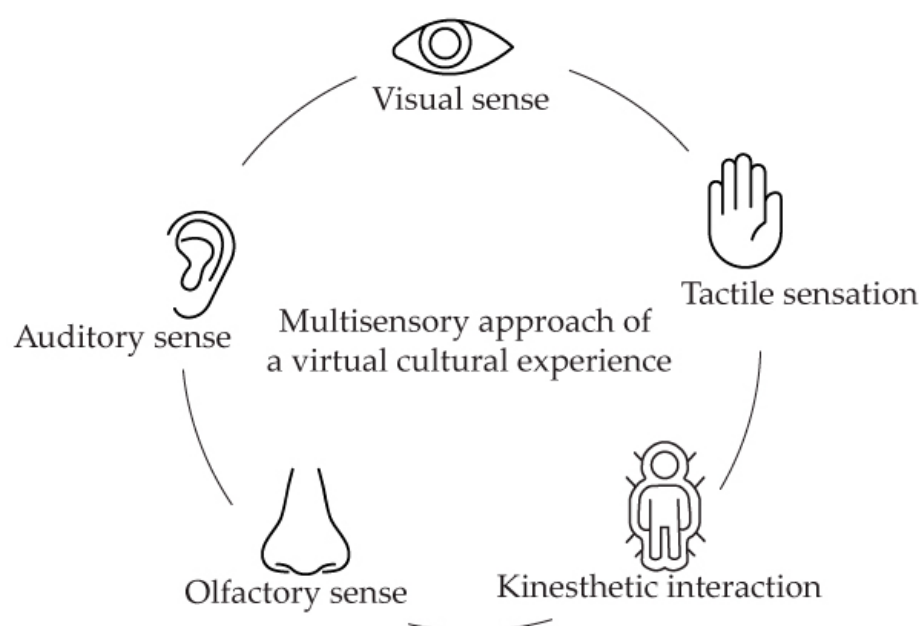 Visual sense
Tactile sensation
Auditory sense
Multisensory approach of
a virtual cultural experience
Olfactory sense
Kinesthetic interaction